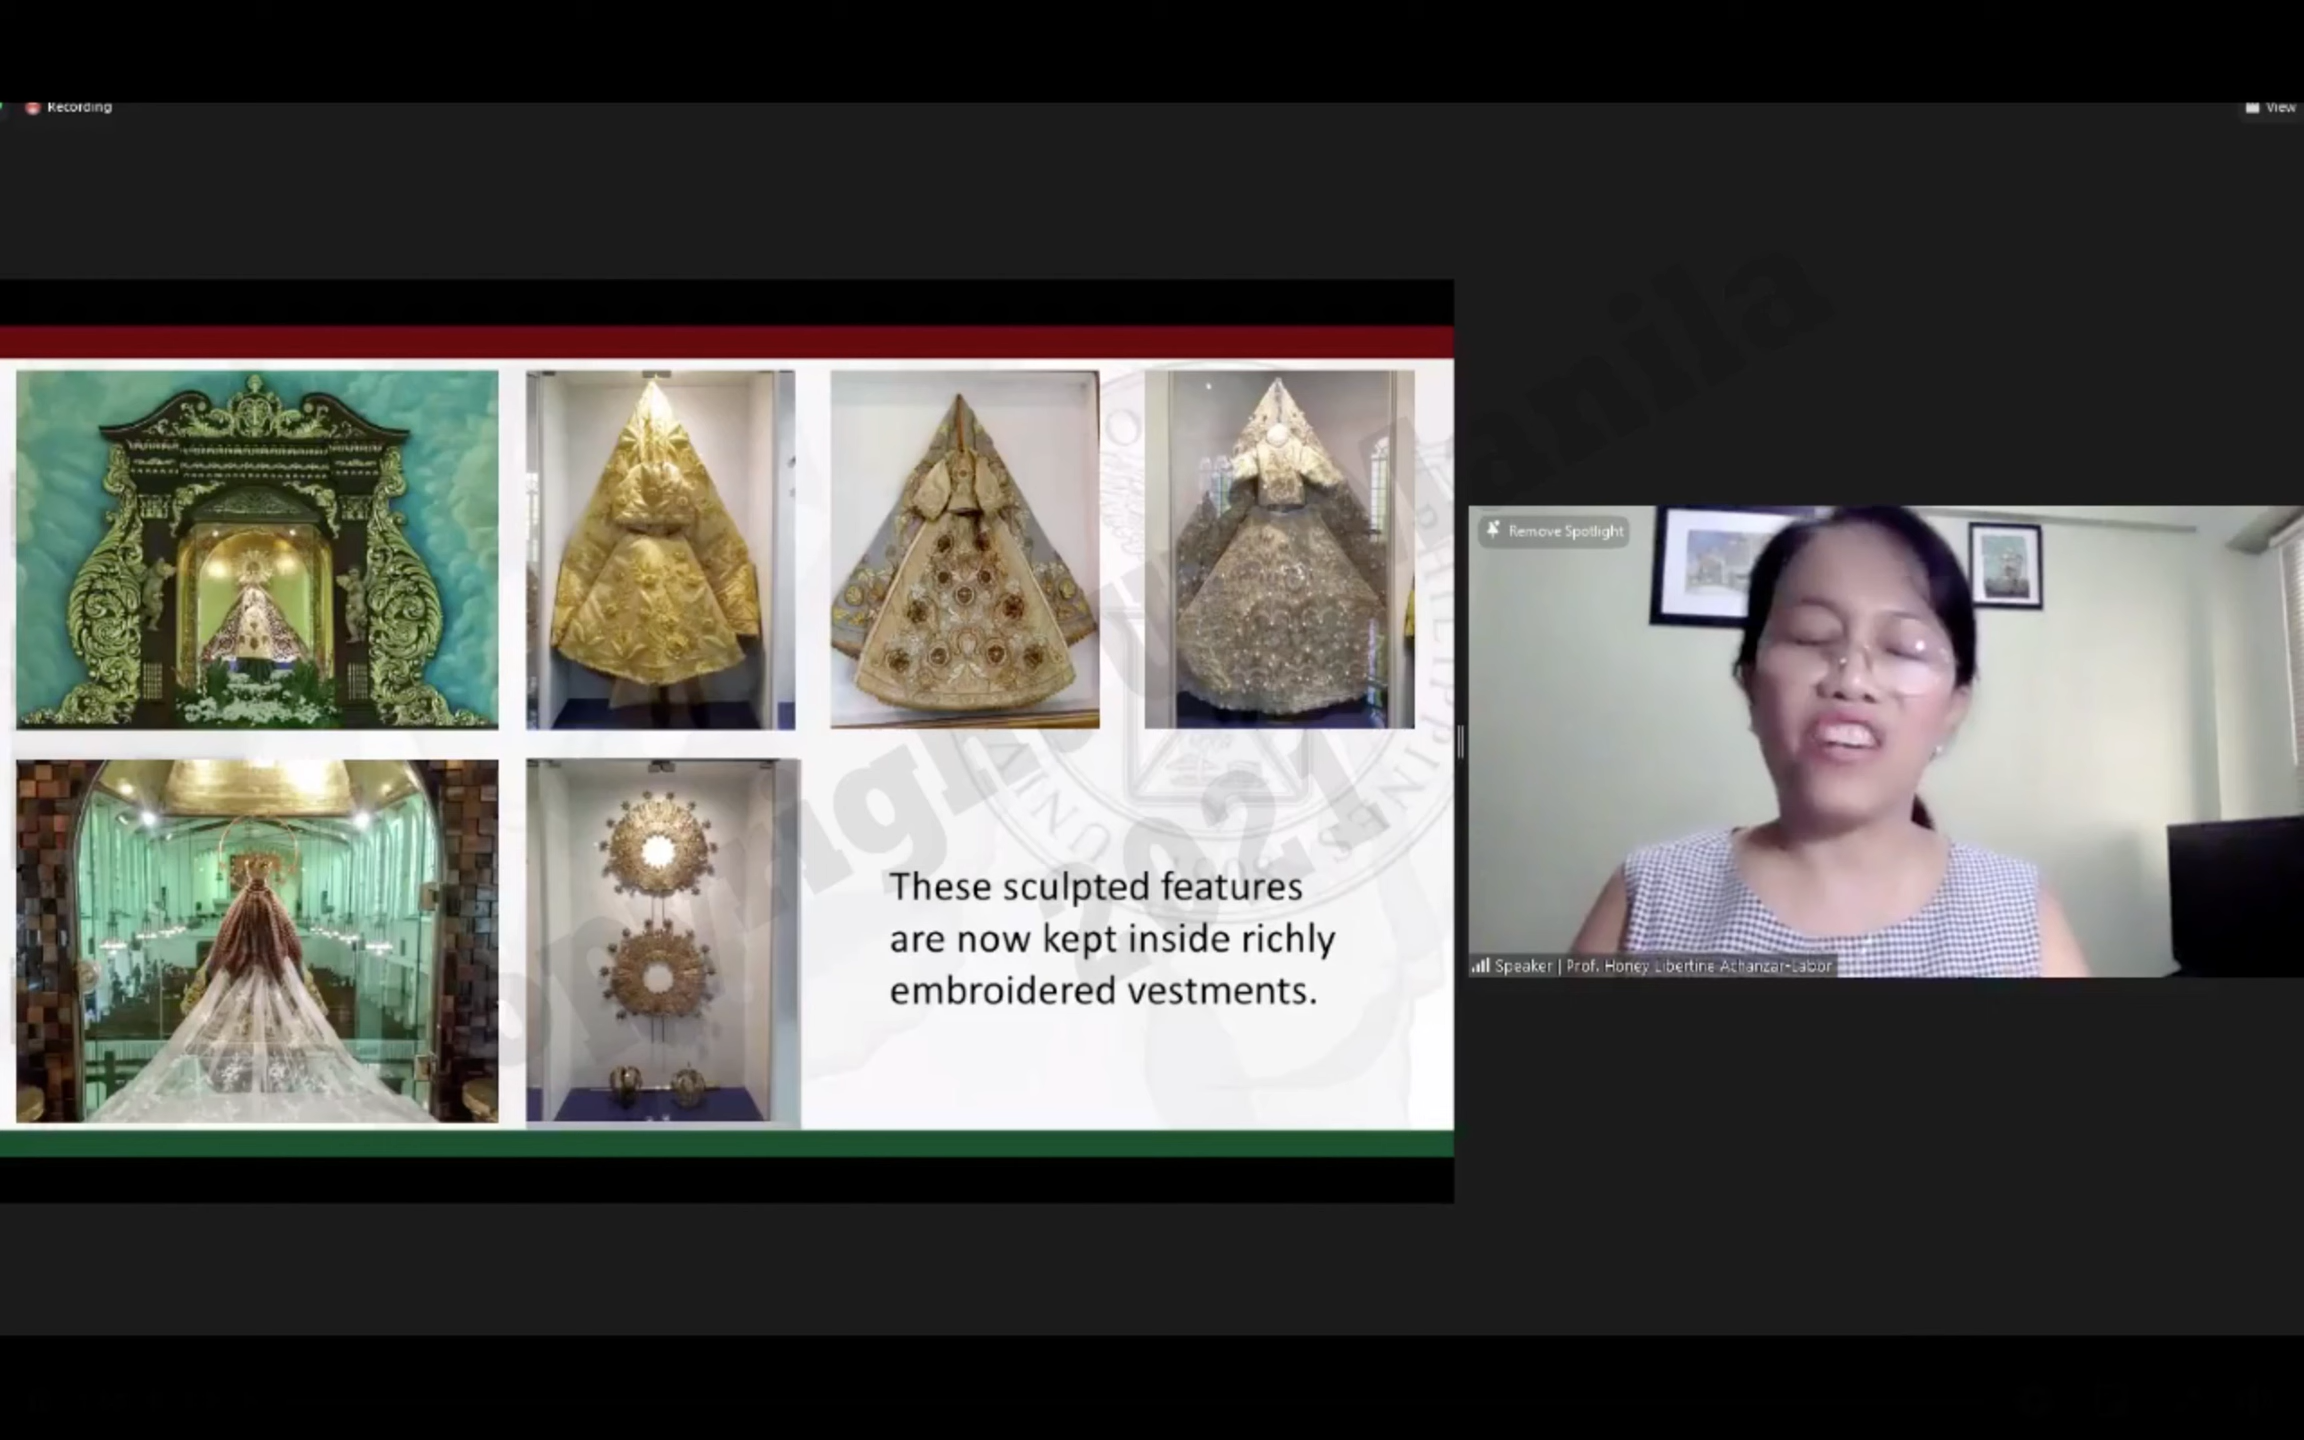 Recording
View
These sculpted features
are now kept inside richly
embroidered vestments.
Remove Spotlight
Speaker | Prof. Honey Libertine Achanzar-Labor
2021